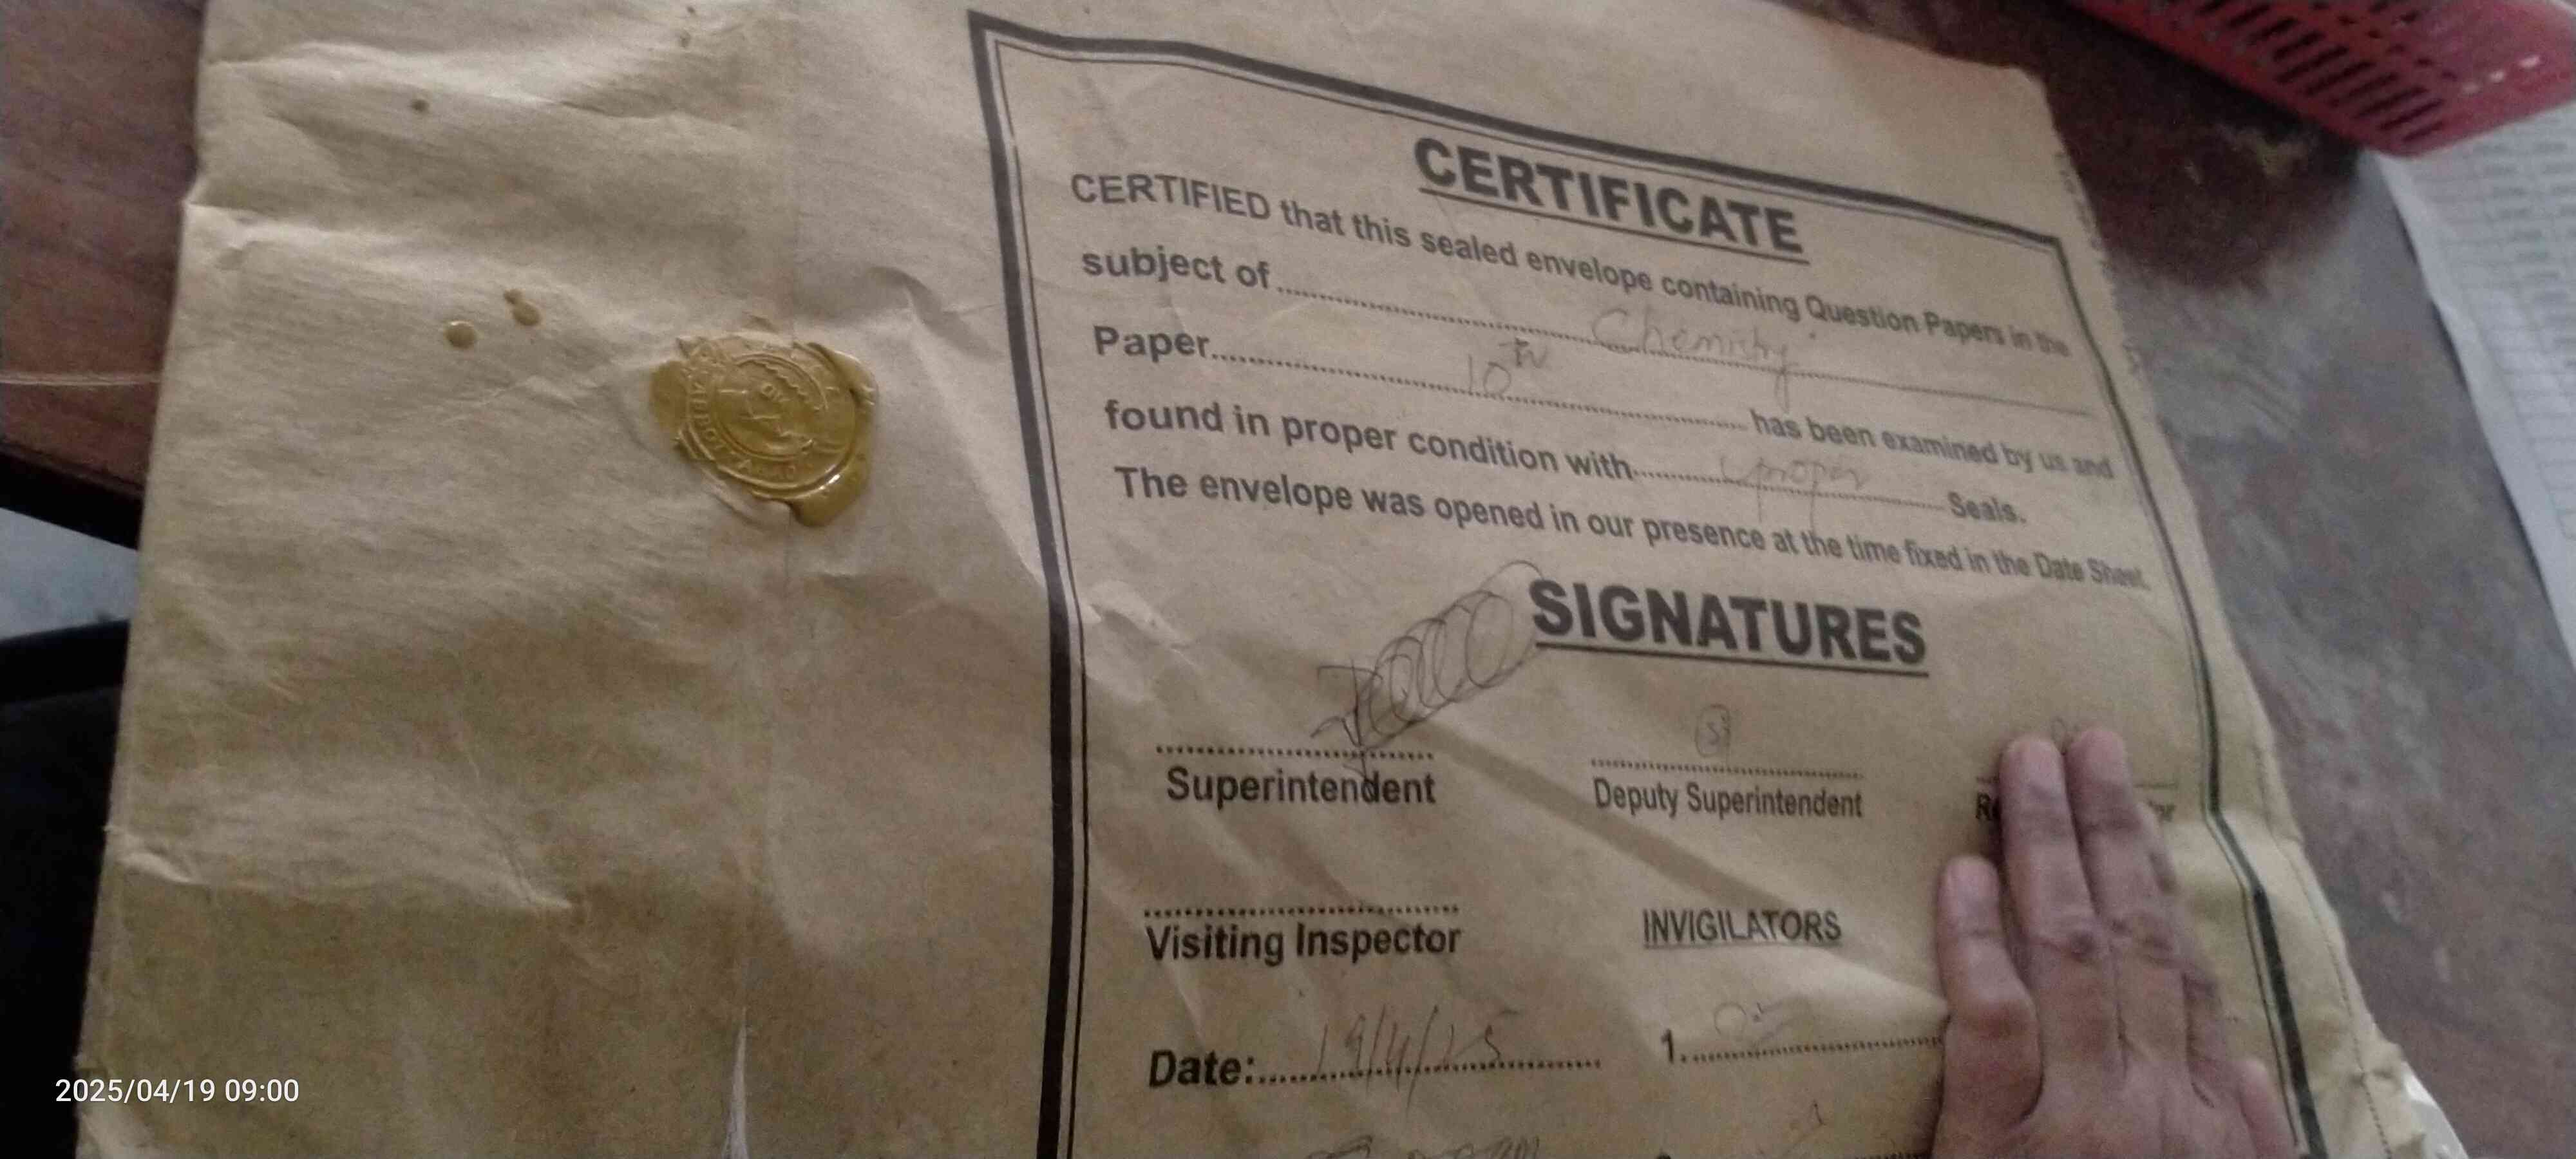 CERTIFICATE
CERTIFIED that this sealed envelope containing Question Papers in the
subject of Chemistry
Paper 10th has been examined by us and
found in proper condition with proper Seals.
The envelope was opened in our presence at the time fixed in the Date Sheet.
SIGNATURES
Superintendent
Deputy Superintendent
Visiting Inspector
INVIGILATORS
Date: 19/4/25
1.
2025/04/19 09:00